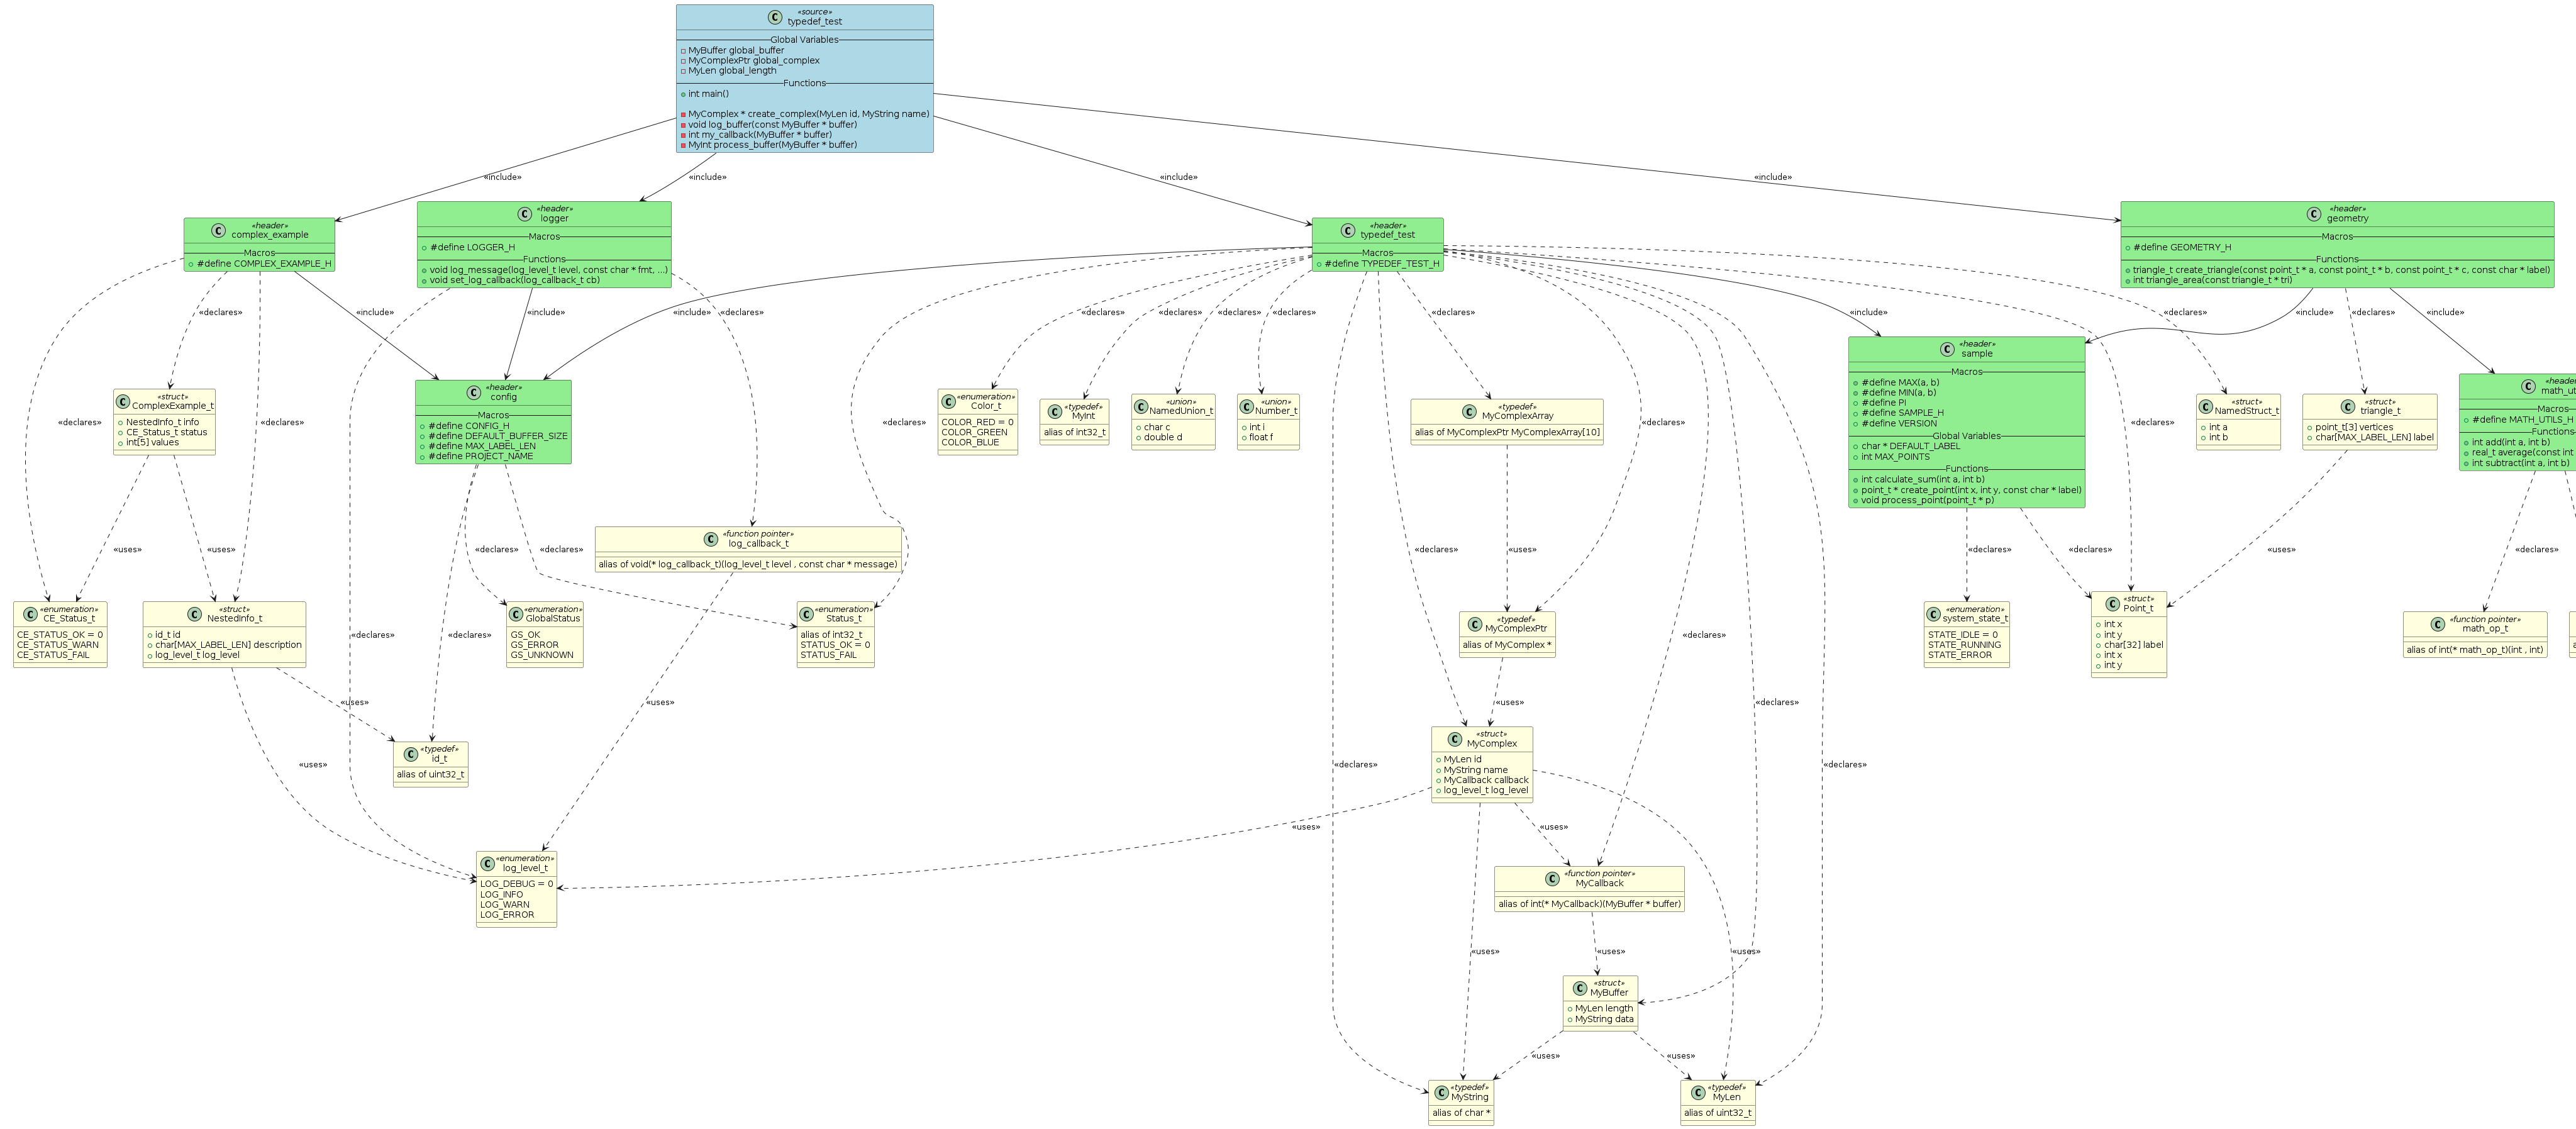 «source»
typedef_test
Global Variables
MyBuffer global_buffer
MyComplexPtr global_complex
MyLen global_length
Functions
int main()
MyComplex * create_complex(MyLen id, MyString name)
void log_buffer(const MyBuffer * buffer)
int my_callback(MyBuffer * buffer)
MyInt process_buffer(MyBuffer * buffer)
«include»
«include»
«include»
«include»
«header»
complex_example
Macros
#define COMPLEX_EXAMPLE_H
«header»
logger
Macros
#define LOGGER_H
Functions
void log_message(log_level_t level, const char * fmt, ...)
void set_log_callback(log_callback_t cb)
«header»
typedef_test
Macros
#define TYPEDEF_TEST_H
«header»
geometry
Macros
#define GEOMETRY_H
Functions
triangle_t create_triangle(const point_t * a, const point_t * b, const point_t * c, const char * label)
int triangle_area(const triangle_t * tri)
«declares»
«include»
«include»
«declares»
«include»
«declares»
«declares»
«declares»
«declares»
«declares»
«include»
«declares»
«include»
«declares»
«include»
«struct»
ComplexExample_t
NestedInfo_t info
CE_Status_t status
int[5] values
«header»
config
Macros
#define CONFIG_H
#define DEFAULT_BUFFER_SIZE
#define MAX_LABEL_LEN
#define PROJECT_NAME
«enumeration»
Color_t
COLOR_RED = 0
COLOR_GREEN
COLOR_BLUE
«typedef»
MyInt
alias of int32_t
«union»
NamedUnion_t
char c
double d
«union»
Number_t
int i
float f
«typedef»
MyComplexArray
alias of MyComplexPtr MyComplexArray[10]
«header»
sample
Macros
#define MAX(a, b)
#define MIN(a, b)
#define PI
#define SAMPLE_H
#define VERSION
Global Variables
char * DEFAULT_LABEL
int MAX_POINTS
Functions
int calculate_sum(int a, int b)
point_t * create_point(int x, int y, const char * label)
void process_point(point_t * p)
«struct»
NamedStruct_t
int a
int b
«struct»
triangle_t
point_t[3] vertices
char[MAX_LABEL_LEN] label
«header
math_ut
Macros
#define MATH_UTILS_H
Functions
int add(int a, int b)
real_t average(const int
int subtract(int a, int b)
«declares»
«declares»
«declares»
«declares»
«declares»
«uses»
«uses»
«declares»
«declares»
«function pointer»
log_callback_t
alias of void(* log_callback_t)(log_level_t level , const char * message)
«declares»
«uses»
«declares»
«declares»
«uses»
«declares»
«enumeration»
CE_Status_t
CE_STATUS_OK = 0
CE_STATUS_WARN
CE_STATUS_FAIL
«struct»
NestedInfo_t
id_t id
char[MAX_LABEL_LEN] description
log_level_t log_level
«enumeration»
GlobalStatus
GS_OK
GS_ERROR
GS_UNKNOWN
«enumeration»
Status_t
alias of int32_t
STATUS_OK = 0
STATUS_FAIL
«typedef»
MyComplexPtr
alias of MyComplex *
«enumeration»
system_state_t
STATE_IDLE = 0
STATE_RUNNING
STATE_ERROR
«struct»
Point_t
int x
int y
char[32] label
int x
int y
«function pointer»
math_op_t
alias of int(* math_op_t)(int , int)
«declares»
«declares»
«declares»
«uses»
«uses»
«uses»
«declares»
«typedef»
id_t
alias of uint32_t
«struct»
MyComplex
MyLen id
MyString name
MyCallback callback
log_level_t log_level
«uses»
«declares»
«declares»
«uses»
«uses»
«enumeration»
log_level_t
LOG_DEBUG = 0
LOG_INFO
LOG_WARN
LOG_ERROR
«function pointer»
MyCallback
alias of int(* MyCallback)(MyBuffer * buffer)
«uses»
«uses»
«uses»
«struct»
MyBuffer
MyLen length
MyString data
«uses»
«uses»
«typedef»
MyString
alias of char *
«typedef»
MyLen
alias of uint32_t